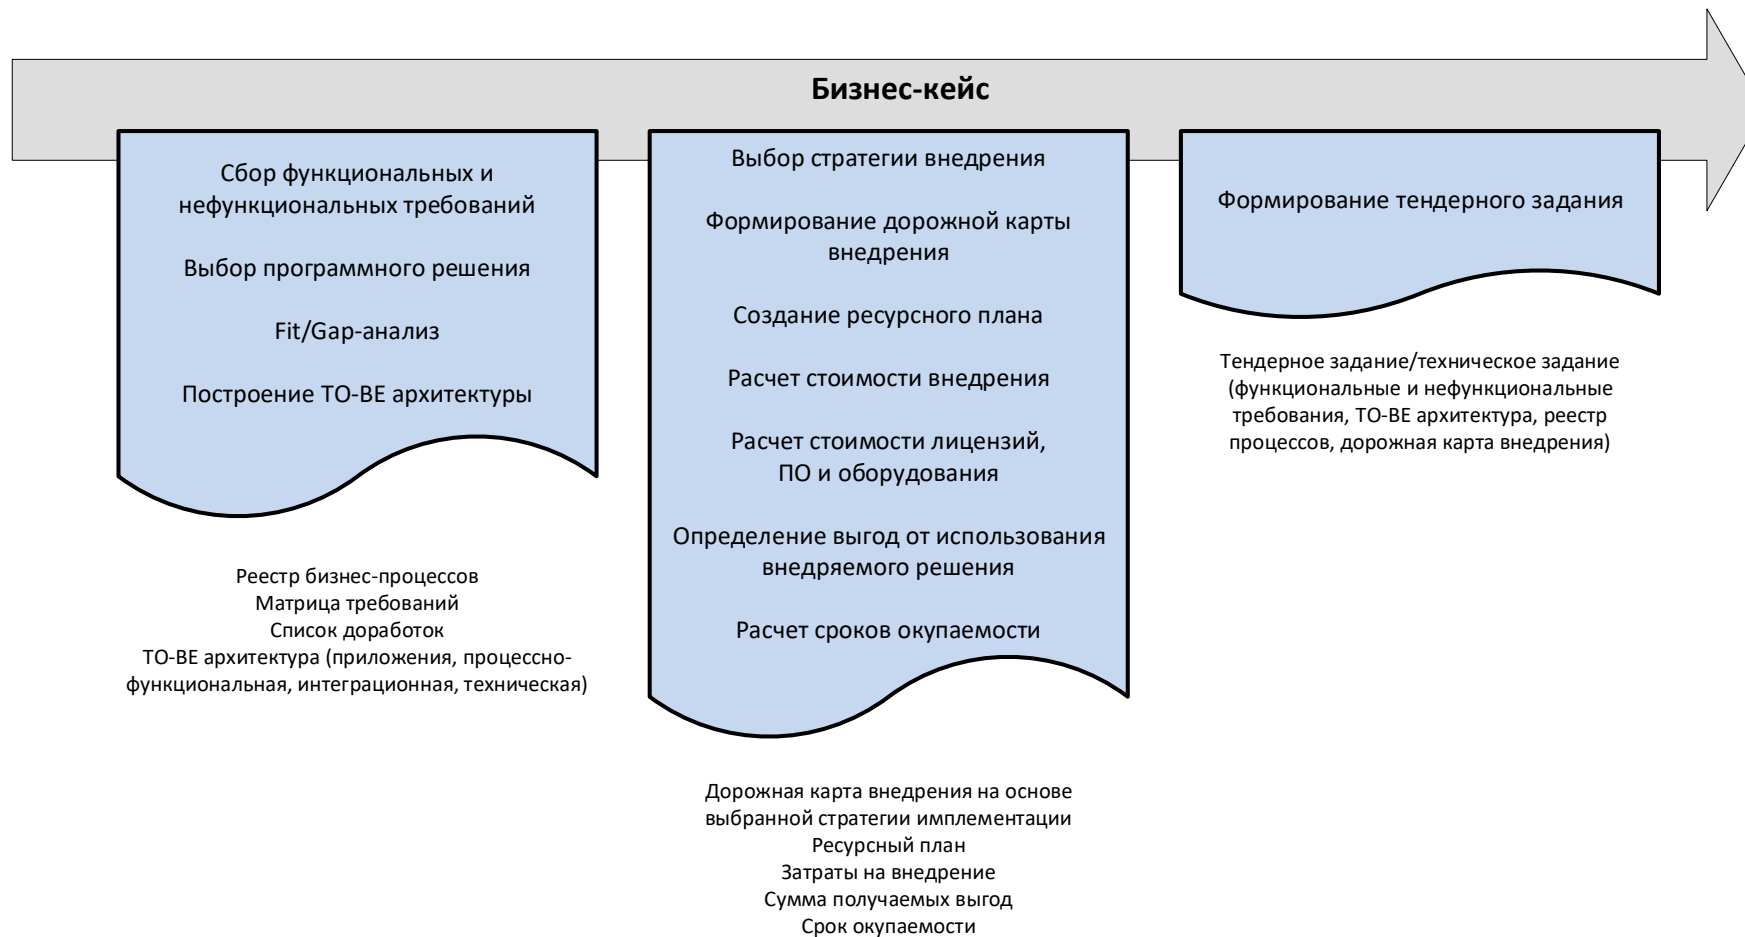 Бизнес-кейс
Сбор функциональных и
нефункциональных требований
Выбор программного решения
Fit/Gap-анализ
Построение TO-BE архитектуры
Реестр бизнес-процессов
Матрица требований
Список доработок
TO-BE архитектура (приложения, процессно-
функциональная, интеграционная, техническая)
Выбор стратегии внедрения
Формирование дорожной карты
внедрения
Создание ресурсного плана
Расчет стоимости внедрения
Расчет стоимости лицензий,
ПО и оборудования
Определение выгод от использования
внедряемого решения
Расчет сроков окупаемости
Дорожная карта внедрения на основе
выбранной стратегии имплементации
Ресурсный план
Затраты на внедрение
Сумма получаемых выгод
Срок окупаемости
Формирование тендерного задания
Тендерное задание/техническое задание
(функциональные и нефункциональные
требования, TO-BE архитектура, реестр
процессов, дорожная карта внедрения)